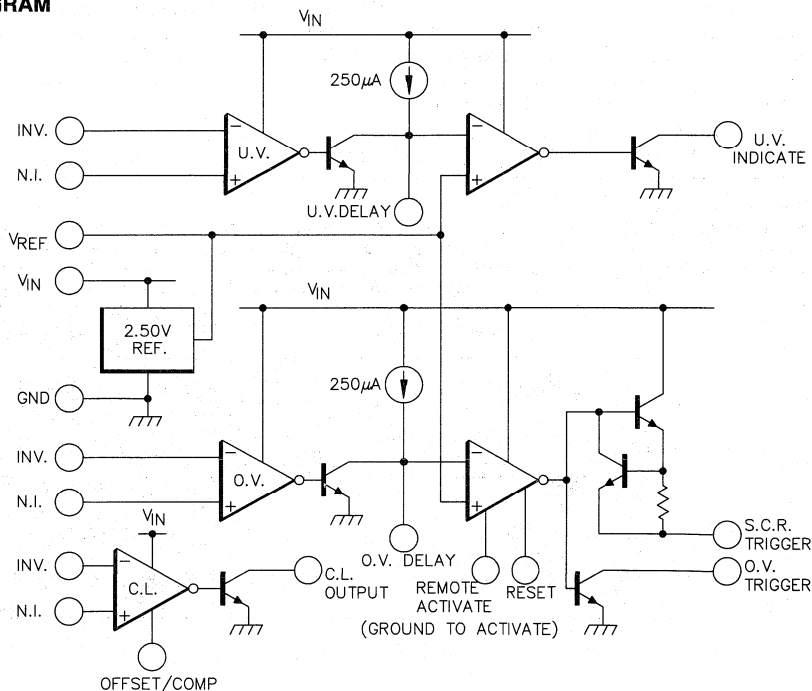 GRAM
VIN
250µA
INV.
N.I.
−
U.V.
+
−
+
U.V.
INDICATE
U.V.DELAY
VREF
VIN
VIN
2.50V
REF.
250µA
GND
INV.
N.I.
−
O.V.
+
−
+
VIN
INV.
N.I.
−
C.L.
+
C.L.
OUTPUT
O.V. DELAY
REMOTE
ACTIVATE
RESET
(GROUND TO ACTIVATE)
S.C.R.
TRIGGER
O.V.
TRIGGER
OFFSET/COMP